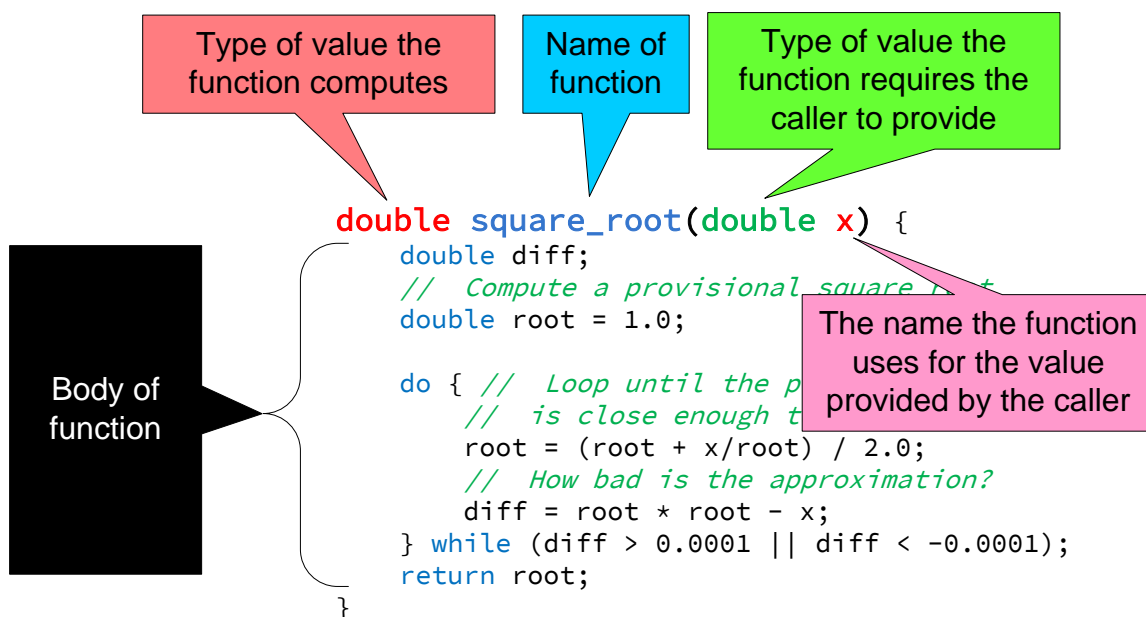 Type of value the
function computes
Name of
function
Type of value the
function requires the
caller to provide
double square_root(double x) {
double diff;
//  Compute a provisional square root
double root = 1.0;
The name the function
uses for the value
provided by the caller
do { //  Loop until the p
//  is close enough t
root = (root + x/root) / 2.0;
//  How bad is the approximation?
diff = root * root - x;
} while (diff > 0.0001 || diff < -0.0001);
return root;
}
Body of
function